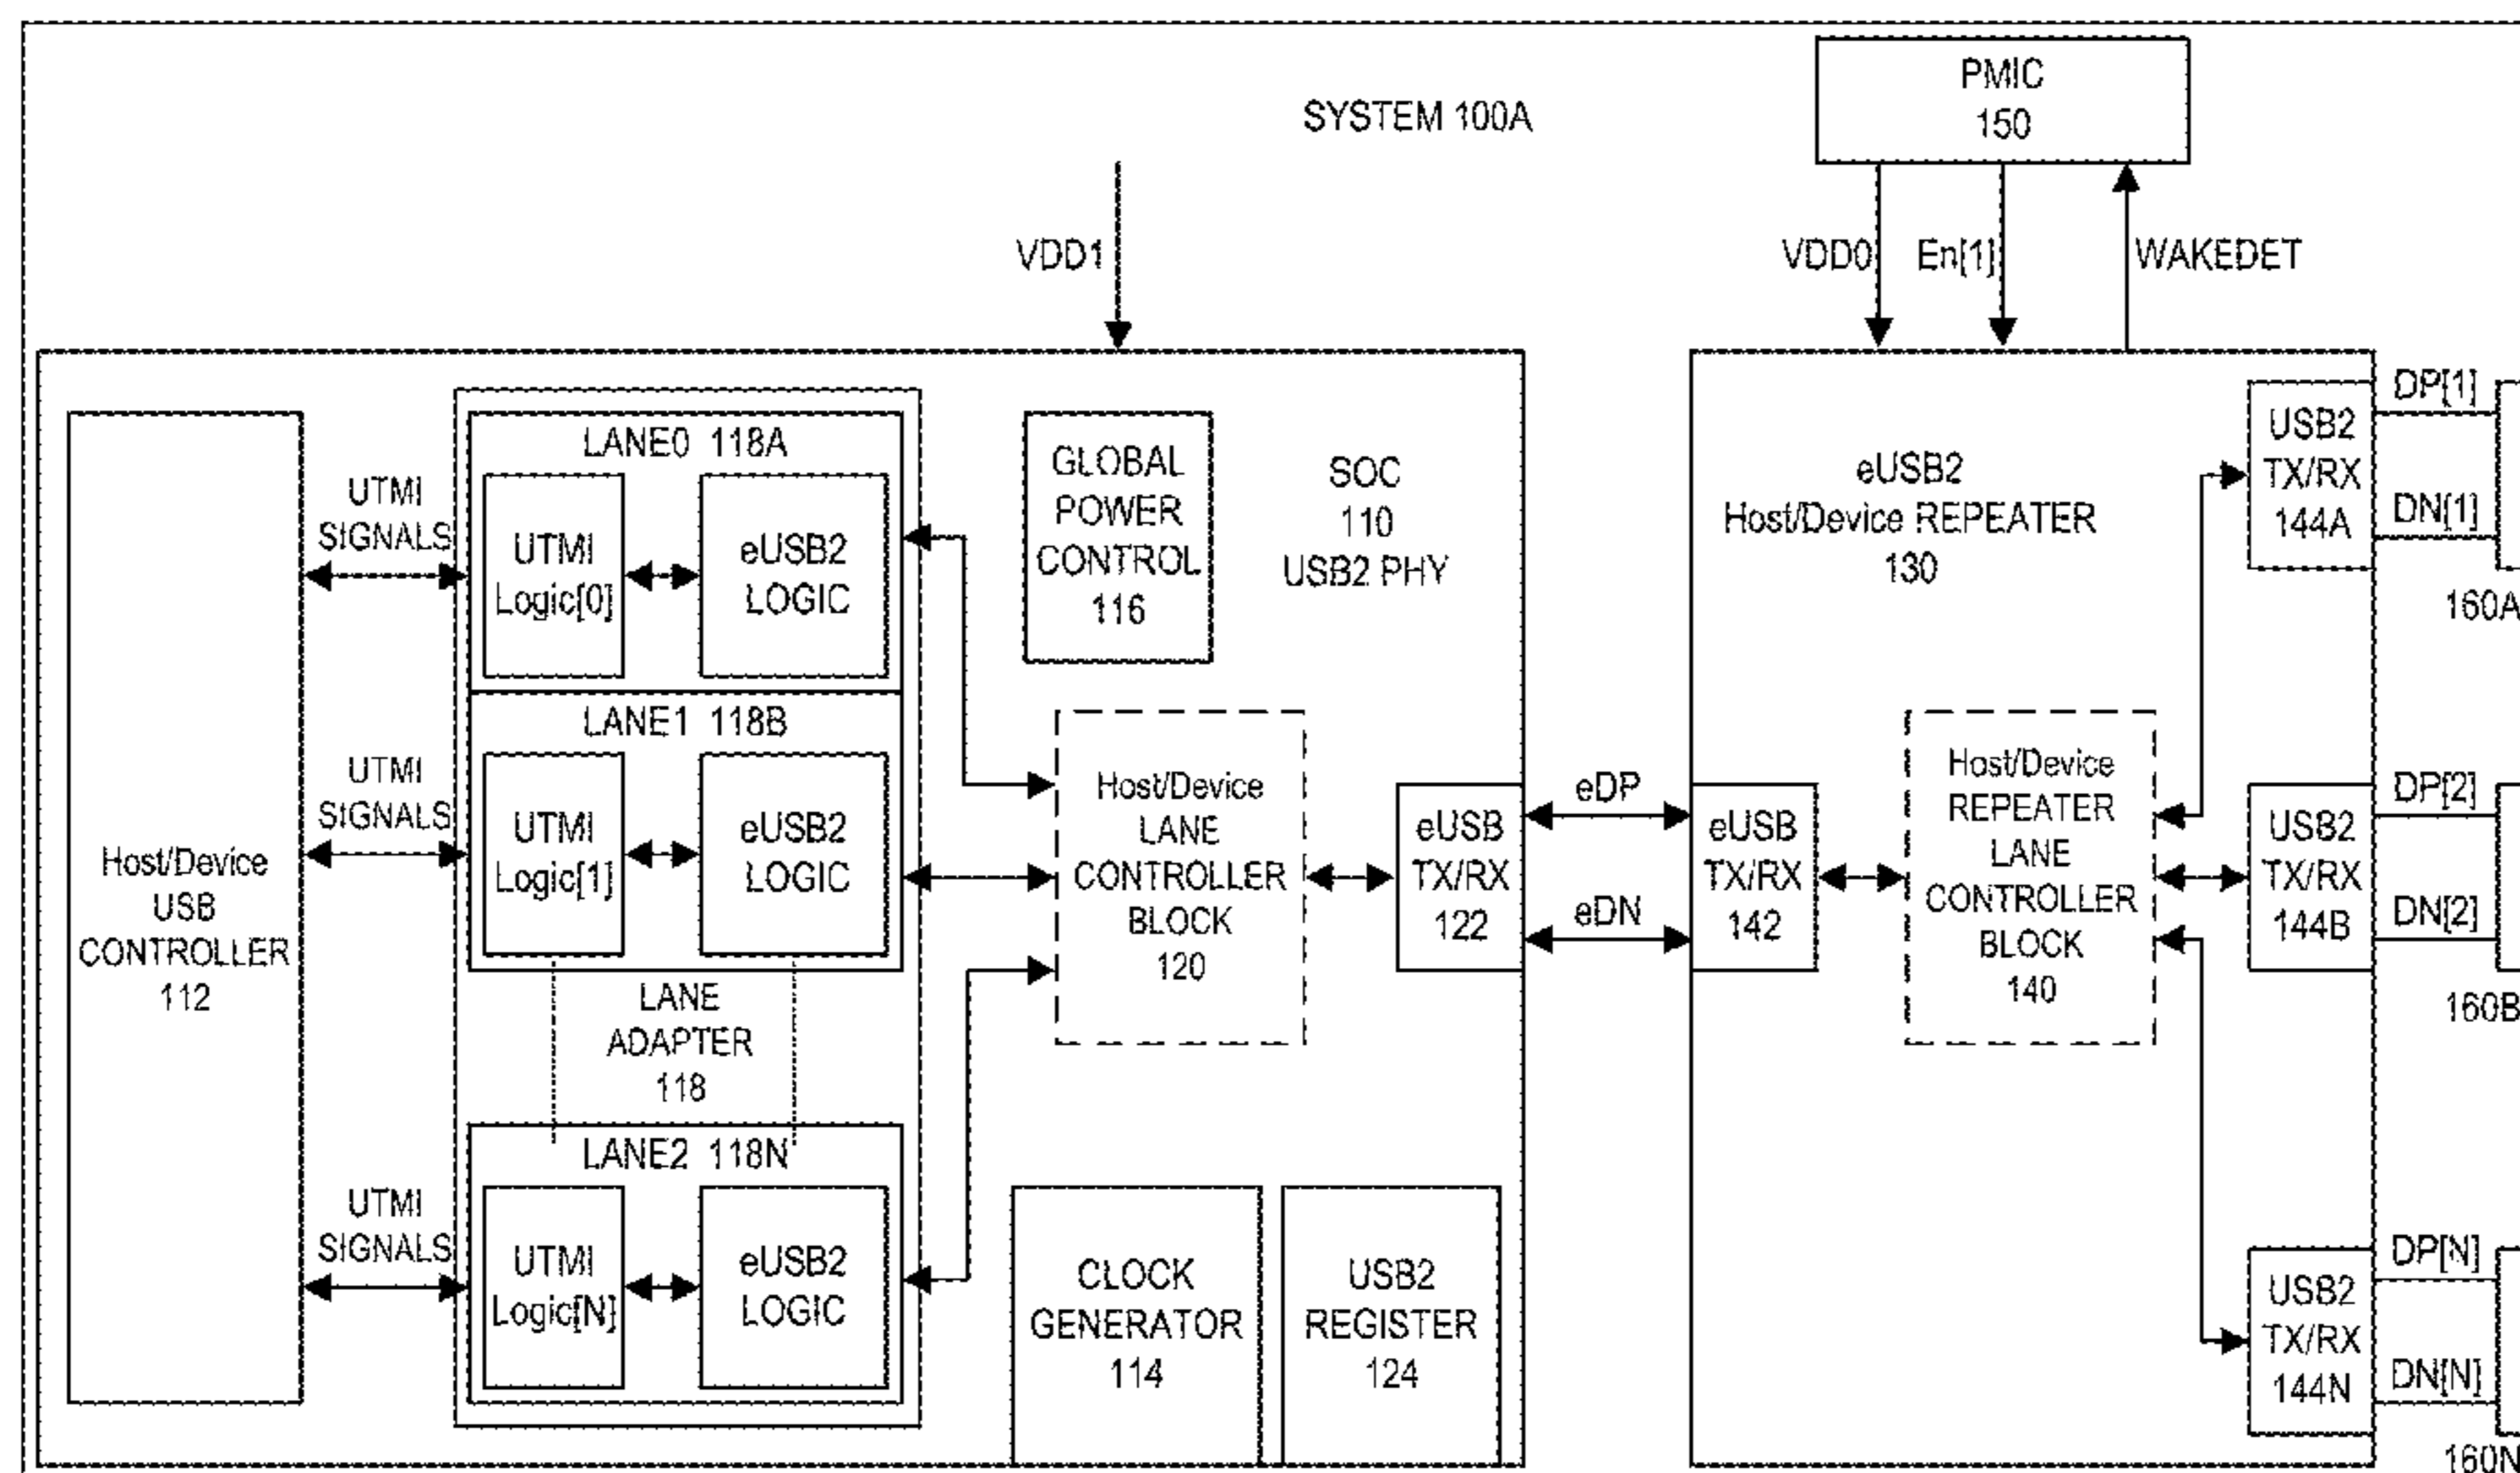 SYSTEM 100A
PMIC
150
VDD1
VDD0
En[1]
WAKEDET
Host/Device
USB
CONTROLLER
112
UTMI
SIGNALS
UTMI
SIGNALS
UTMI
SIGNALS
LANE0 118A
UTMI
Logic[0]
eUSB2
LOGIC
LANE1 118B
UTMI
Logic[1]
eUSB2
LOGIC
LANE
ADAPTER
118
LANE2 118N
UTMI
Logic[N]
eUSB2
LOGIC
GLOBAL
POWER
CONTROL
116
SOC
110
USB2 PHY
Host/Device
LANE
CONTROLLER
BLOCK
120
eUSB
TX/RX
122
CLOCK
GENERATOR
114
USB2
REGISTER
124
eDP
eDN
eUSB2
Host/Device REPEATER
130
eUSB
TX/RX
142
Host/Device
REPEATER
LANE
CONTROLLER
BLOCK
140
USB2
TX/RX
144A
USB2
TX/RX
144B
USB2
TX/RX
144N
DP[1]
DN[1]
160A
DP[2]
DN[2]
160B
DP[N]
DN[N]
160N